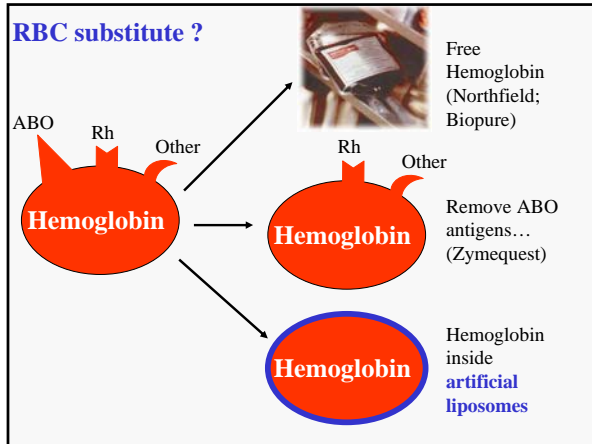 RBC substitute ?
Free
Hemoglobin
(Northfield;
Biopure)
ABO
Rh
Other
Hemoglobin
Rh
Other
Hemoglobin
Remove ABO
antigens…
(Zymequest)
Hemoglobin
Hemoglobin
inside
artificial
liposomes